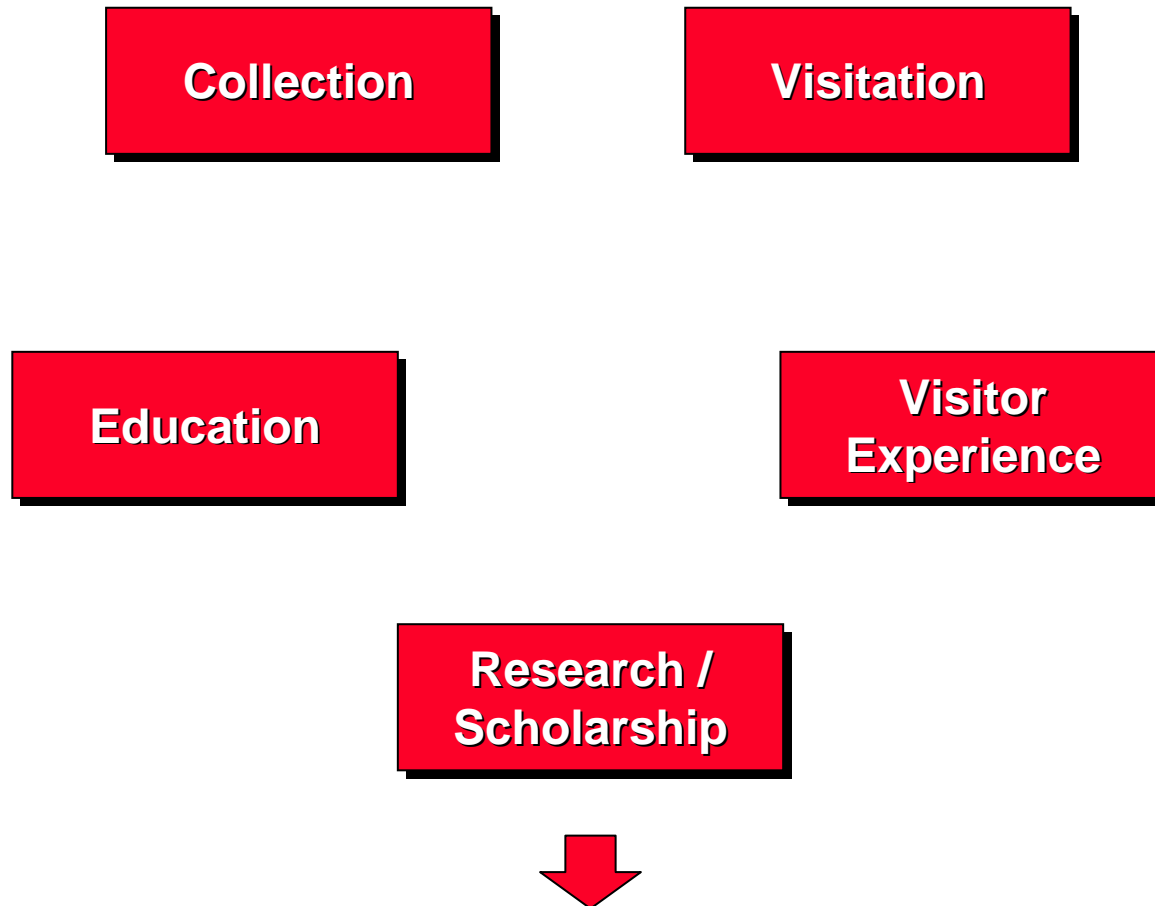 Collection
Visitation
Education
Visitor
Experience
Research /
Scholarship